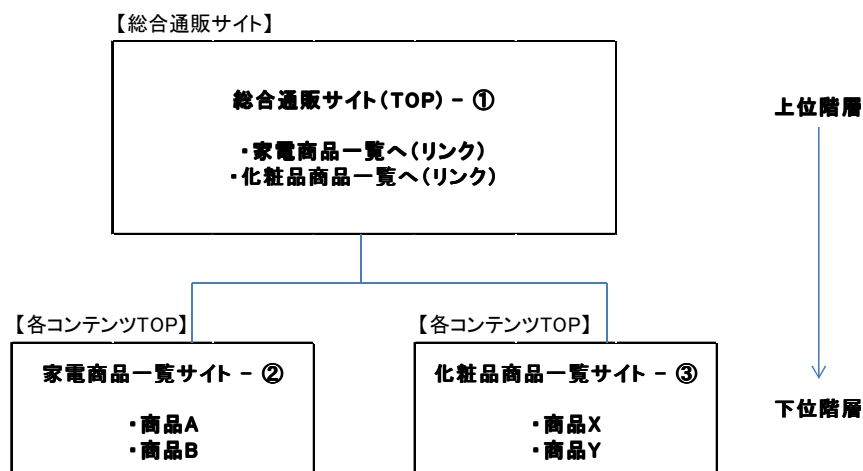 【総合通販サイト】
総合通販サイト(TOP) - ①
・家電商品一覧へ(リンク)
・化粧品商品一覧へ(リンク)
上位階層
【各コンテンツTOP】
家電商品一覧サイト - ②
・商品A
・商品B
【各コンテンツTOP】
化粧品商品一覧サイト - ③
・商品X
・商品Y
下位階層